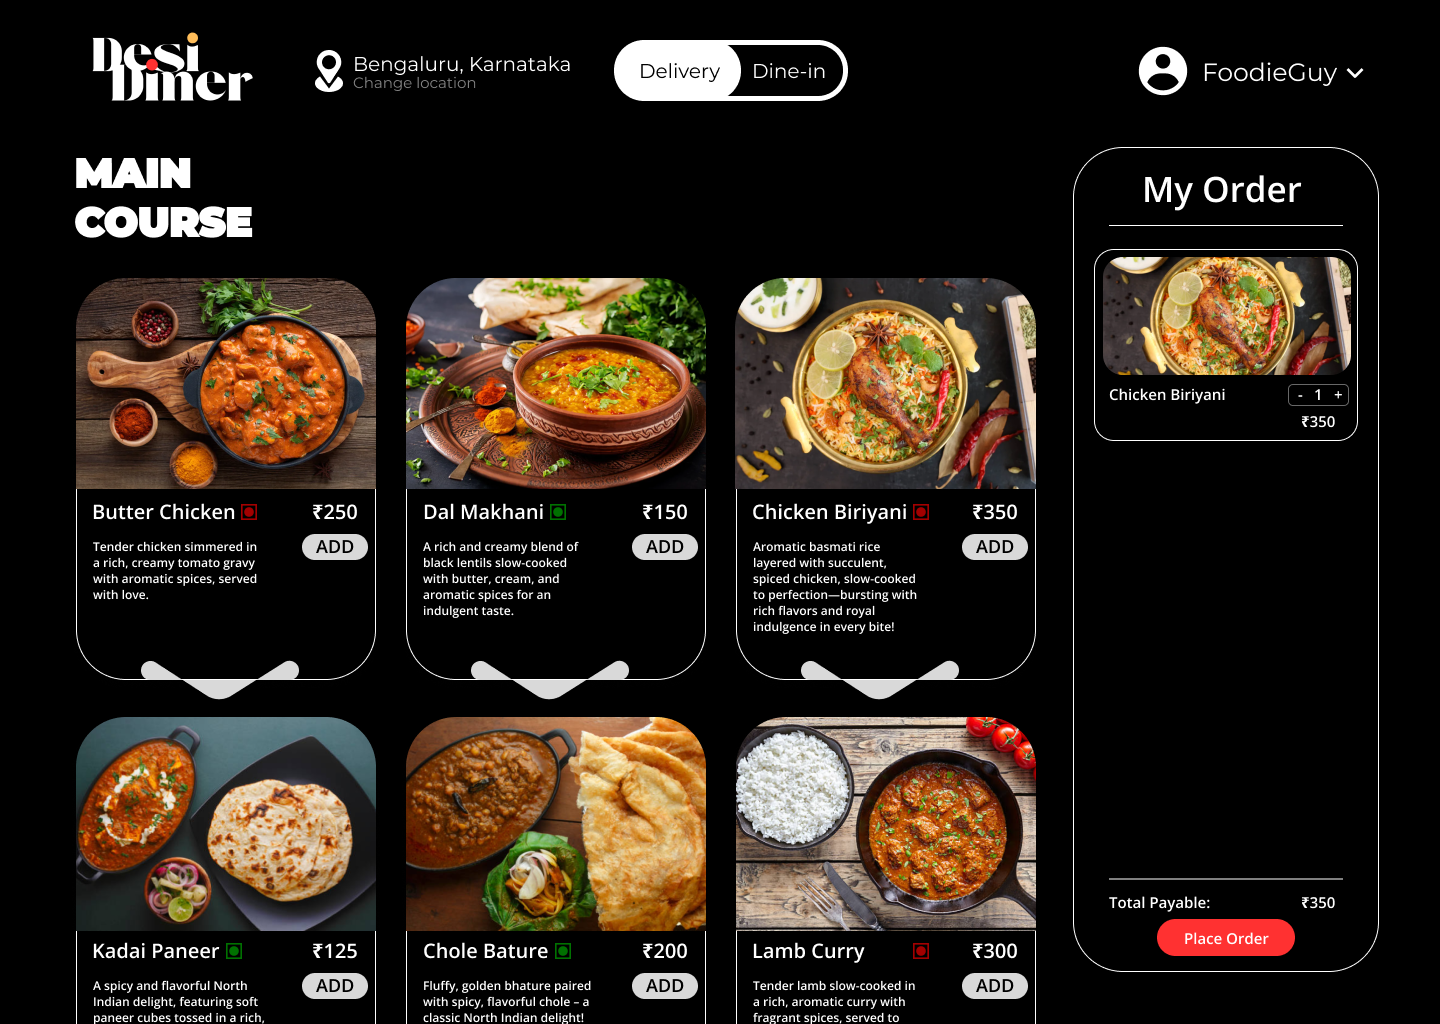 Desi
Diner
Bengaluru, Karnataka
Change location
Delivery
Dine-in
FoodieGuy
MAIN
COURSE
Butter Chicken ₹250
ADD
Tender chicken simmered in
a rich, creamy tomato gravy
with aromatic spices, served
with love.
Dal Makhani ₹150
ADD
A rich and creamy blend of
black lentils slow-cooked
with butter, cream, and
aromatic spices for an
indulgent taste.
Chicken Biriyani ₹350
ADD
Aromatic basmati rice
layered with succulent,
spiced chicken, slow-cooked
to perfection—bursting with
rich flavors and royal
indulgence in every bite!
Kadai Paneer ₹125
ADD
A spicy and flavorful North
Indian delight, featuring soft
paneer cubes tossed in a rich,
Chole Bature ₹200
ADD
Fluffy, golden bhature paired
with spicy, flavorful chole – a
classic North Indian delight!
Lamb Curry ₹300
ADD
Tender lamb slow-cooked in
a rich, aromatic curry with
fragrant spices, served to
My Order
Chicken Biriyani - 1 +
₹350
Total Payable: ₹350
Place Order